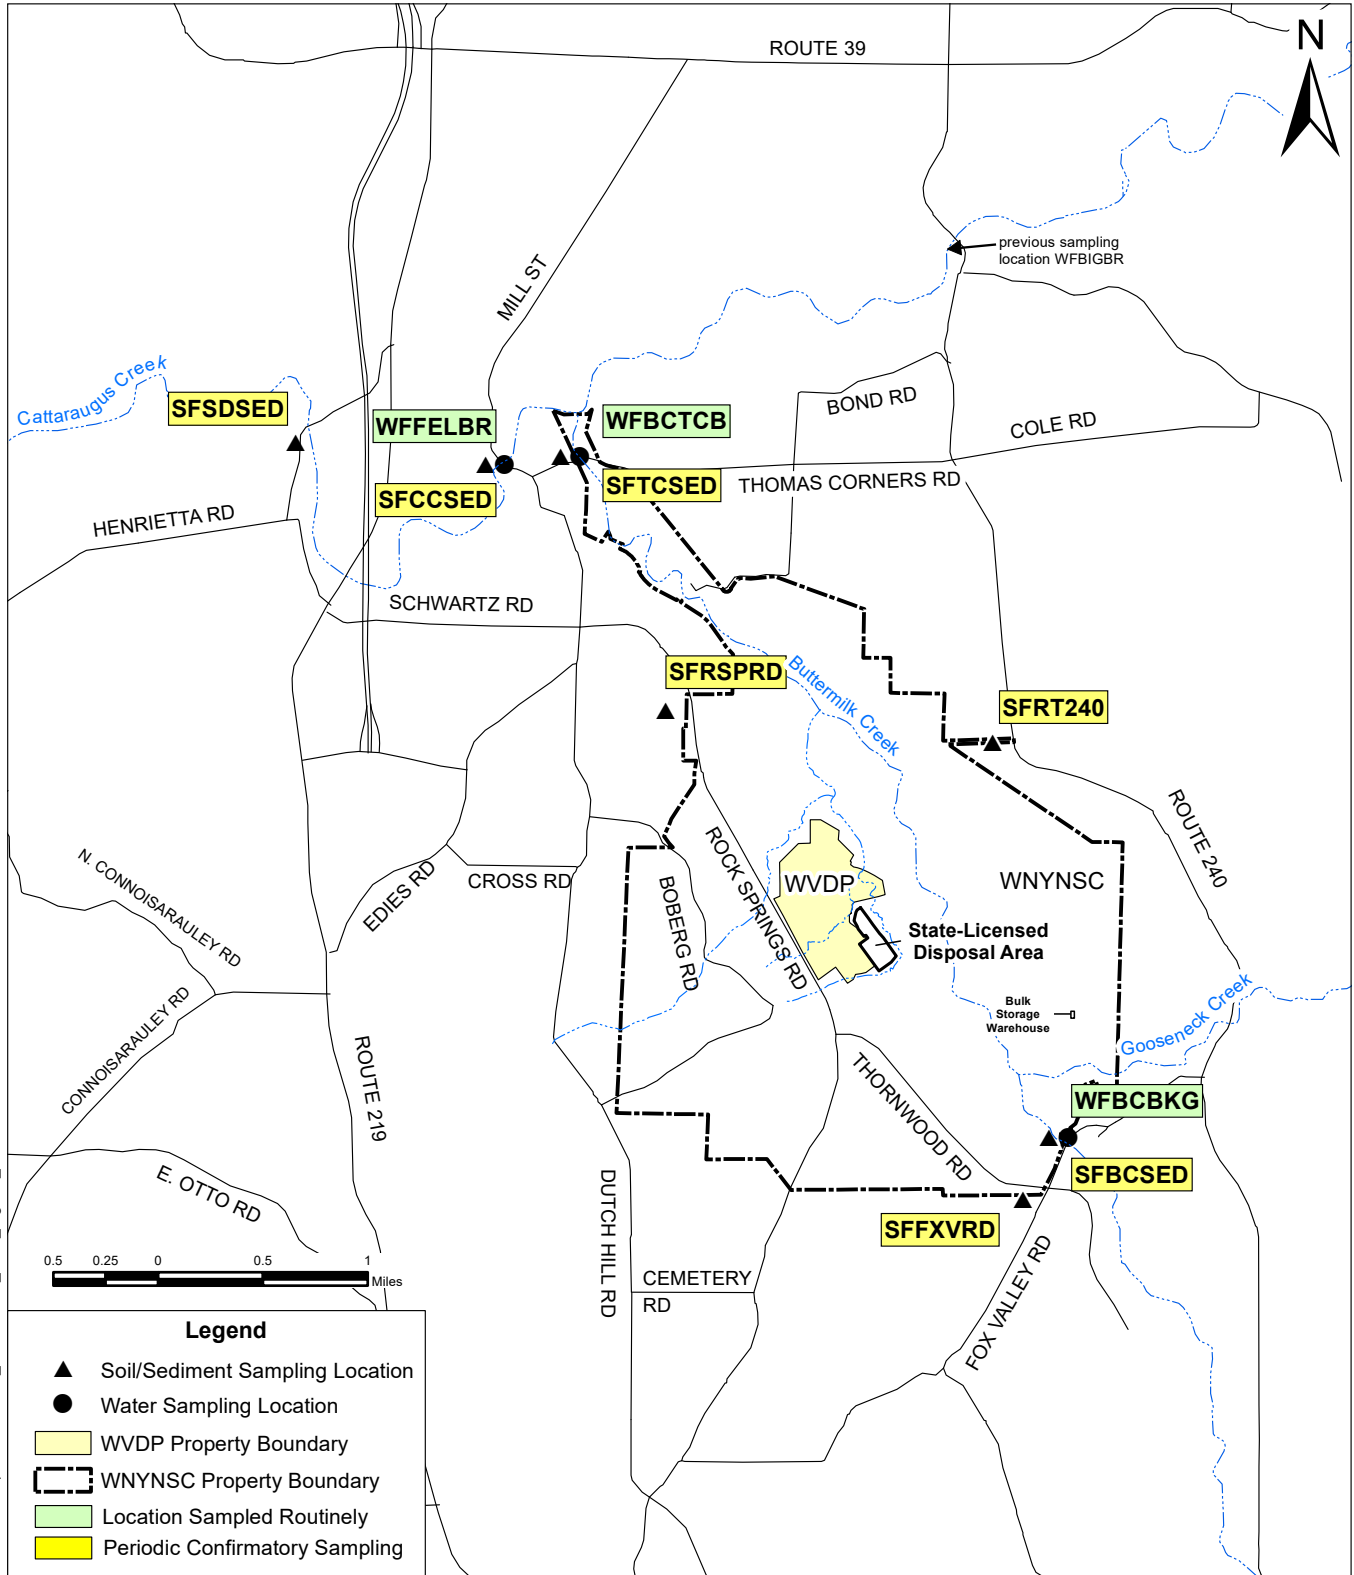 ROUTE 39
N
previous sampling
location WFBIGBR
MILL ST
Cattaraugus Creek
SFSDSED
WFFELBR
WFBCTCB
BOND RD
COLE RD
SFCCSED
SFTCSED
THOMAS CORNERS RD
HENRIETTA RD
SCHWARTZ RD
SFRSPRD
Buttermilk Creek
SFRT240
ROUTE 240
N. CONNOISARAULEY RD
EDIES RD
CROSS RD
BOBERG RD
ROCK SPRINGS RD
WVDP
WNYNSC
State-Licensed
Disposal Area
Bulk
Storage
Warehouse
Gooseneck Creek
CONNOISARAULEY RD
ROUTE 219
THORNWOOD RD
WFBCBKG
SFBCSED
E. OTTO RD
DUTCH HILL RD
SFFXVRD
FOX VALLEY RD
CEMETERY
RD
0.5 0.25 0 0.5 1
Miles
Legend
Soil/Sediment Sampling Location
Water Sampling Location
WVDP Property Boundary
WNYNSC Property Boundary
Location Sampled Routinely
Periodic Confirmatory Sampling